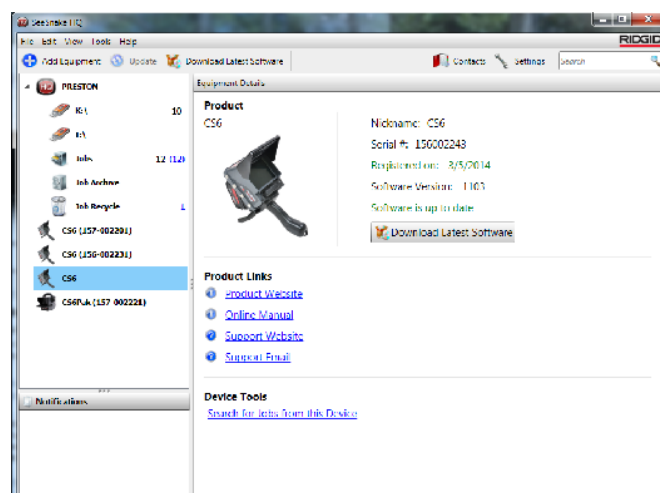 SeeSnake HQ
File Edit View Tools Help
RIDGID
Add Equipment Update Download Latest Software Contacts Settings Search
PRESTON
K:\ 10
Jobs 12 (12)
Job Archive
Job Recycle 1
CS6 (157-002201)
CS6 (156-002231)
CS6
CS6Pak (157-002221)
Notifications
Equipment Details
Product
CS6
Nickname: CS6
Serial #: 156002243
Registered on: 3/5/2014
Software Version: 1103
Software is up to date
Download Latest Software
Product Links
Product Website
Online Manual
Support Website
Support Email
Device Tools
Search for Jobs from this Device